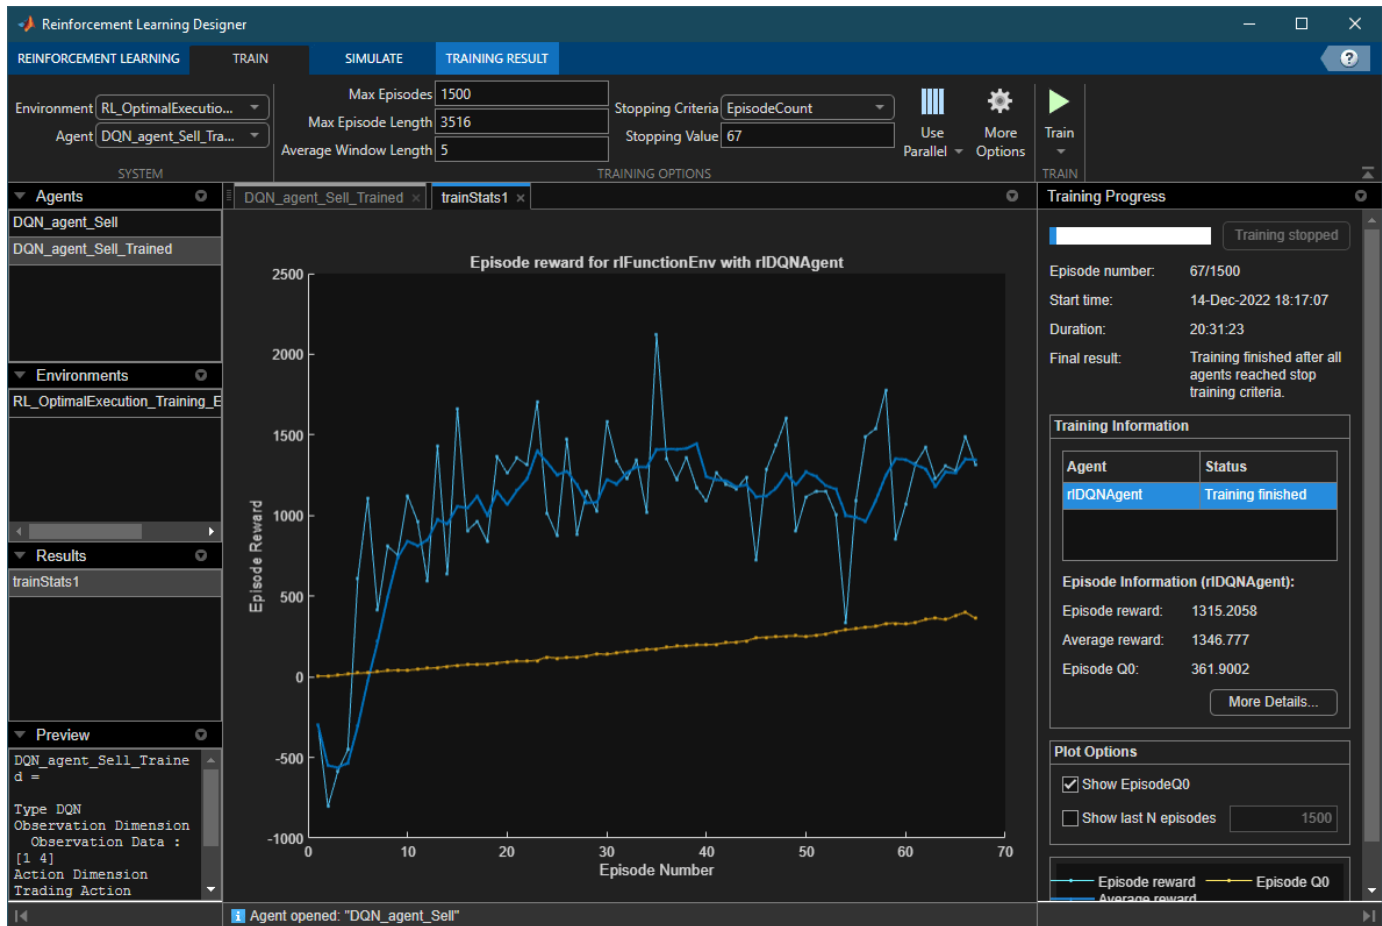 Reinforcement Learning Designer
REINFORCEMENT LEARNING TRAIN SIMULATE TRAINING RESULT ?
Environment RL_OptimalExecutio...
Agent DQN_agent_Sell_Tra...
SYSTEM
Max Episodes 1500
Max Episode Length 3516
Average Window Length 5
Stopping Criteria EpisodeCount
Stopping Value 67
TRAINING OPTIONS
Use
Parallel
More
Options
Train
TRAIN
Agents
DQN_agent_Sell
DQN_agent_Sell_Trained
Environments
RL_OptimalExecution_Training_E
Results
trainStats1
Preview
DQN_agent_Sell_Traine
d =
Type DQN
Observation Dimension
Observation Data :
[1 4]
Action Dimension
Trading Action
DQN_agent_Sell_Trained × trainStats1 ×
Episode reward for rlFunctionEnv with rlDQNAgent
2500
2000
1500
1000
500
0
-500
-1000
Episode Reward
0 10 20 30 40 50 60 70
Episode Number
i Agent opened: "DQN_agent_Sell"
Training Progress
Training stopped
Episode number: 67/1500
Start time: 14-Dec-2022 18:17:07
Duration: 20:31:23
Final result: Training finished after all
agents reached stop
training criteria.
Training Information
Agent Status
rlDQNAgent Training finished
Episode Information (rlDQNAgent):
Episode reward: 1315.2058
Average reward: 1346.777
Episode Q0: 361.9002
More Details...
Plot Options
Show EpisodeQ0
Show last N episodes 1500
Episode reward Episode Q0
Average reward